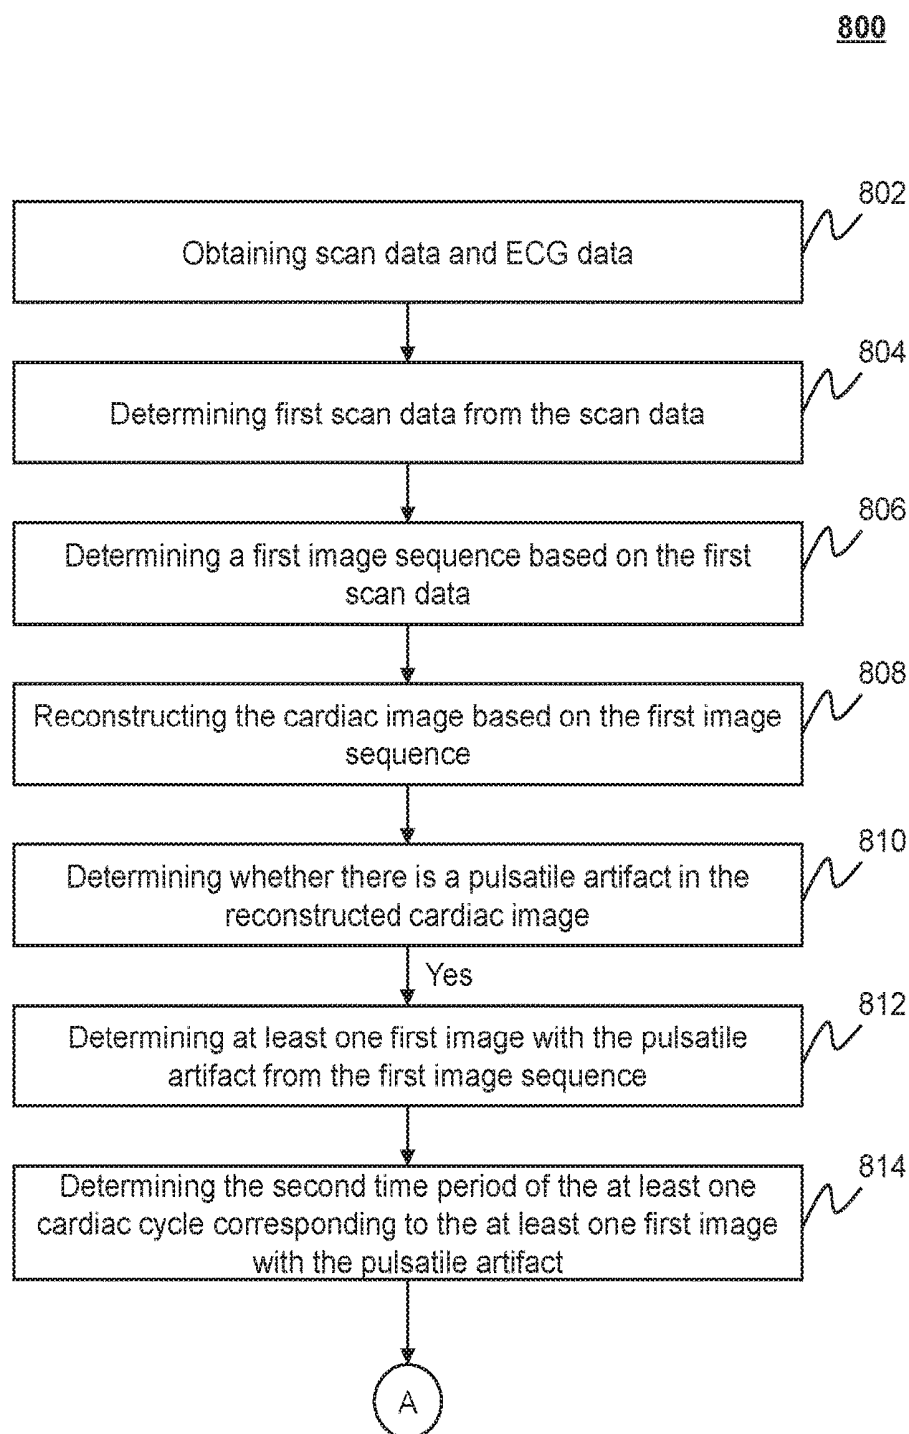 800
802
Obtaining scan data and ECG data
804
Determining first scan data from the scan data
806
Determining a first image sequence based on the first
scan data
808
Reconstructing the cardiac image based on the first image
sequence
810
Determining whether there is a pulsatile artifact in the
reconstructed cardiac image
Yes
812
Determining at least one first image with the pulsatile
artifact from the first image sequence
814
Determining the second time period of the at least one
cardiac cycle corresponding to the at least one first image
with the pulsatile artifact
A